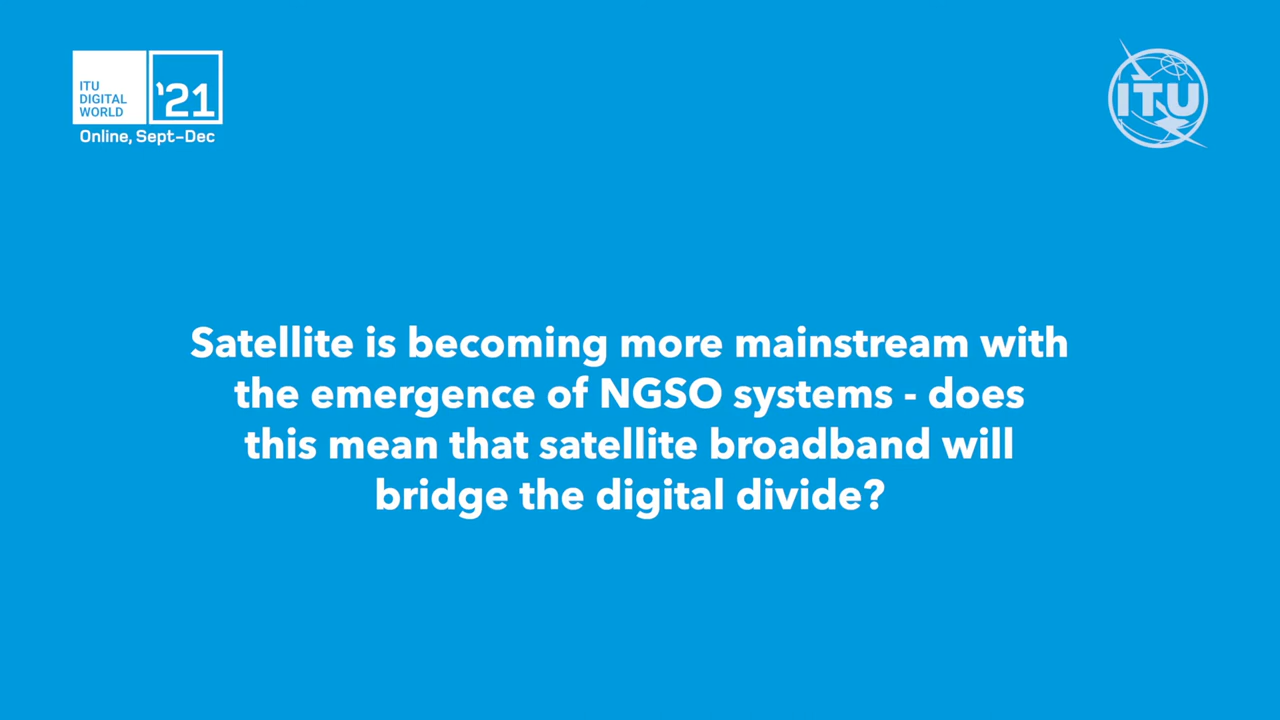 ITU
DIGITAL
WORLD
'21
Online, Sept-Dec
ITU
Satellite is becoming more mainstream with
the emergence of NGSO systems - does
this mean that satellite broadband will
bridge the digital divide?